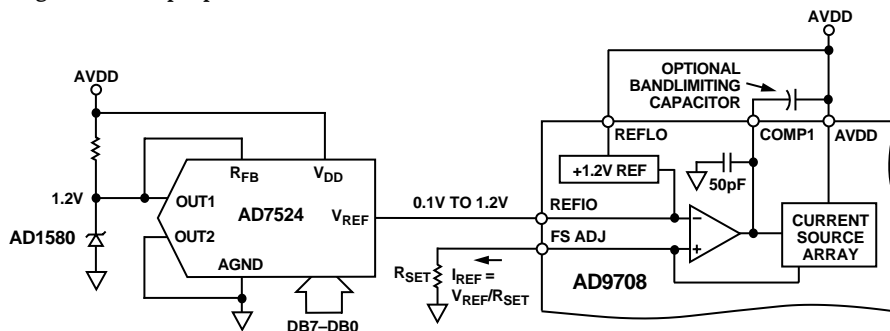 AVDD
OPTIONAL
BANDLIMITING
CAPACITOR
AVDD
REFLO
COMP1
AVDD
RFB
VDD
+1.2V REF
50pF
1.2V
OUT1
AD7524
VREF
0.1V TO 1.2V
REFIO
AD1580
OUT2
FS ADJ
CURRENT
SOURCE
ARRAY
AGND
RSET
IREF =
VREF/RSET
AD9708
DB7–DB0